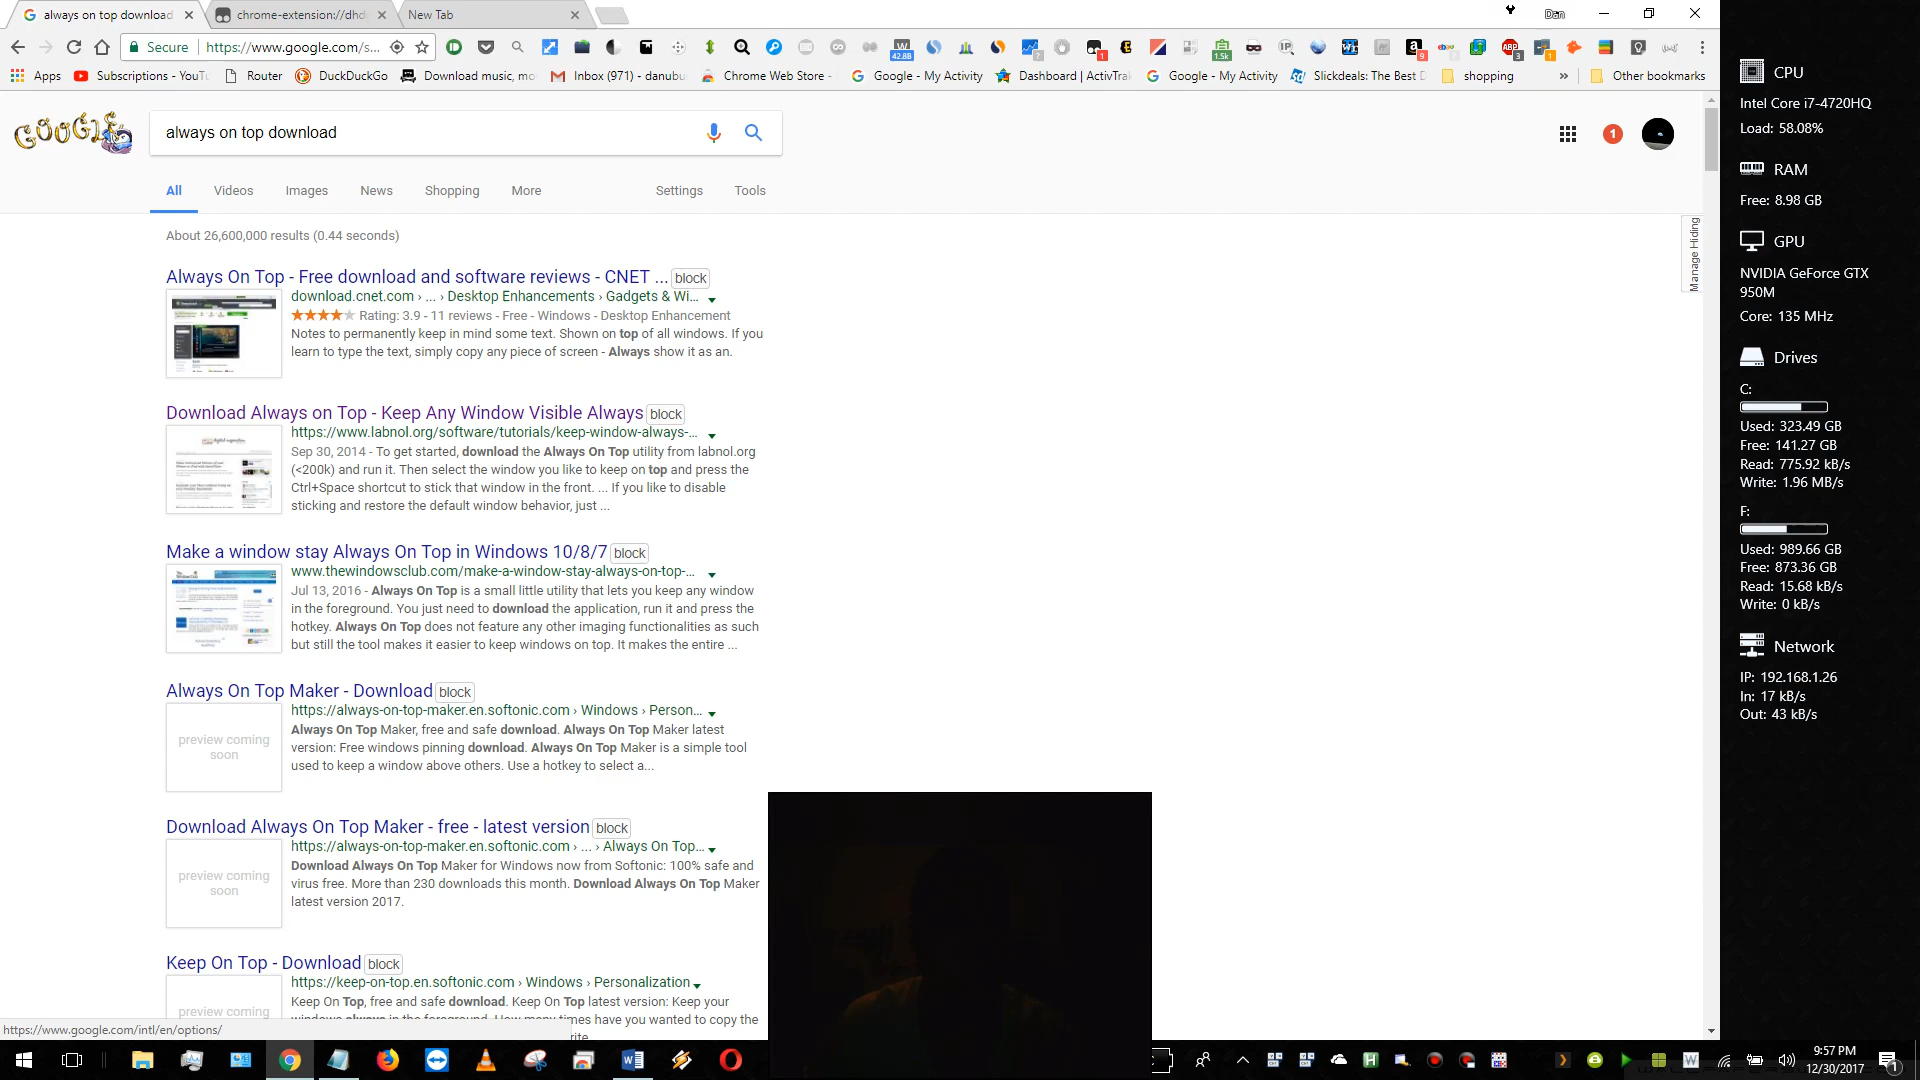 always on top download
chrome-extension://dhd
New Tab
Dan
Secure
https://www.google.com/s...
Apps
Subscriptions - YouTu
Router
DuckDuckGo
Download music, mo
Inbox (971) - danubu
Chrome Web Store -
Google - My Activity
Dashboard | ActivTra
Google - My Activity
Slickdeals: The Best D
shopping
»
Other bookmarks
always on top download
1
All
Videos
Images
News
Shopping
More
Settings
Tools
Manage Hiding
About 26,600,000 results (0.44 seconds)
Always On Top - Free download and software reviews - CNET ... block
download.cnet.com › ... › Desktop Enhancements › Gadgets & Wi...
Rating: 3.9 - 11 reviews - Free - Windows - Desktop Enhancement
Notes to permanently keep in mind some text. Shown on top of all windows. If you
learn to type the text, simply copy any piece of screen - Always show it as an.
Download Always on Top - Keep Any Window Visible Always block
https://www.labnol.org/software/tutorials/keep-window-always-...
Sep 30, 2014 - To get started, download the Always On Top utility from labnol.org
(<200k) and run it. Then select the window you like to keep on top and press the
Ctrl+Space shortcut to stick that window in the front. ... If you like to disable
sticking and restore the default window behavior, just ...
Make a window stay Always On Top in Windows 10/8/7 block
www.thewindowsclub.com/make-a-window-stay-always-on-top-...
Jul 13, 2016 - Always On Top is a small little utility that lets you keep any window
in the foreground. You just need to download the application, run it and press the
hotkey. Always On Top does not feature any other imaging functionalities as such
but still the tool makes it easier to keep windows on top. It makes the entire ...
Always On Top Maker - Download block
https://always-on-top-maker.en.softonic.com › Windows › Person...
preview coming
soon
Always On Top Maker, free and safe download. Always On Top Maker latest
version: Free windows pinning download. Always On Top Maker is a simple tool
used to keep a window above others. Use a hotkey to select a...
Download Always On Top Maker - free - latest version block
https://always-on-top-maker.en.softonic.com › ... › Always On Top...
preview coming
soon
Download Always On Top Maker for Windows now from Softonic: 100% safe and
virus free. More than 230 downloads this month. Download Always On Top Maker
latest version 2017.
Keep On Top - Download block
https://keep-on-top.en.softonic.com › Windows › Personalization
preview coming
Keep On Top, free and safe download. Keep On Top latest version: Keep your
windows always in the foreground. How many times have you wanted to copy the
rite
https://www.google.com/intl/en/options/
CPU
Intel Core i7-4720HQ
Load: 58.08%
RAM
Free: 8.98 GB
GPU
NVIDIA GeForce GTX
950M
Core: 135 MHz
Drives
C:
Used: 323.49 GB
Free: 141.27 GB
Read: 775.92 kB/s
Write: 1.96 MB/s
F:
Used: 989.66 GB
Free: 873.36 GB
Read: 15.68 kB/s
Write: 0 kB/s
Network
IP: 192.168.1.26
In: 17 kB/s
Out: 43 kB/s
9:57 PM
12/30/2017
1